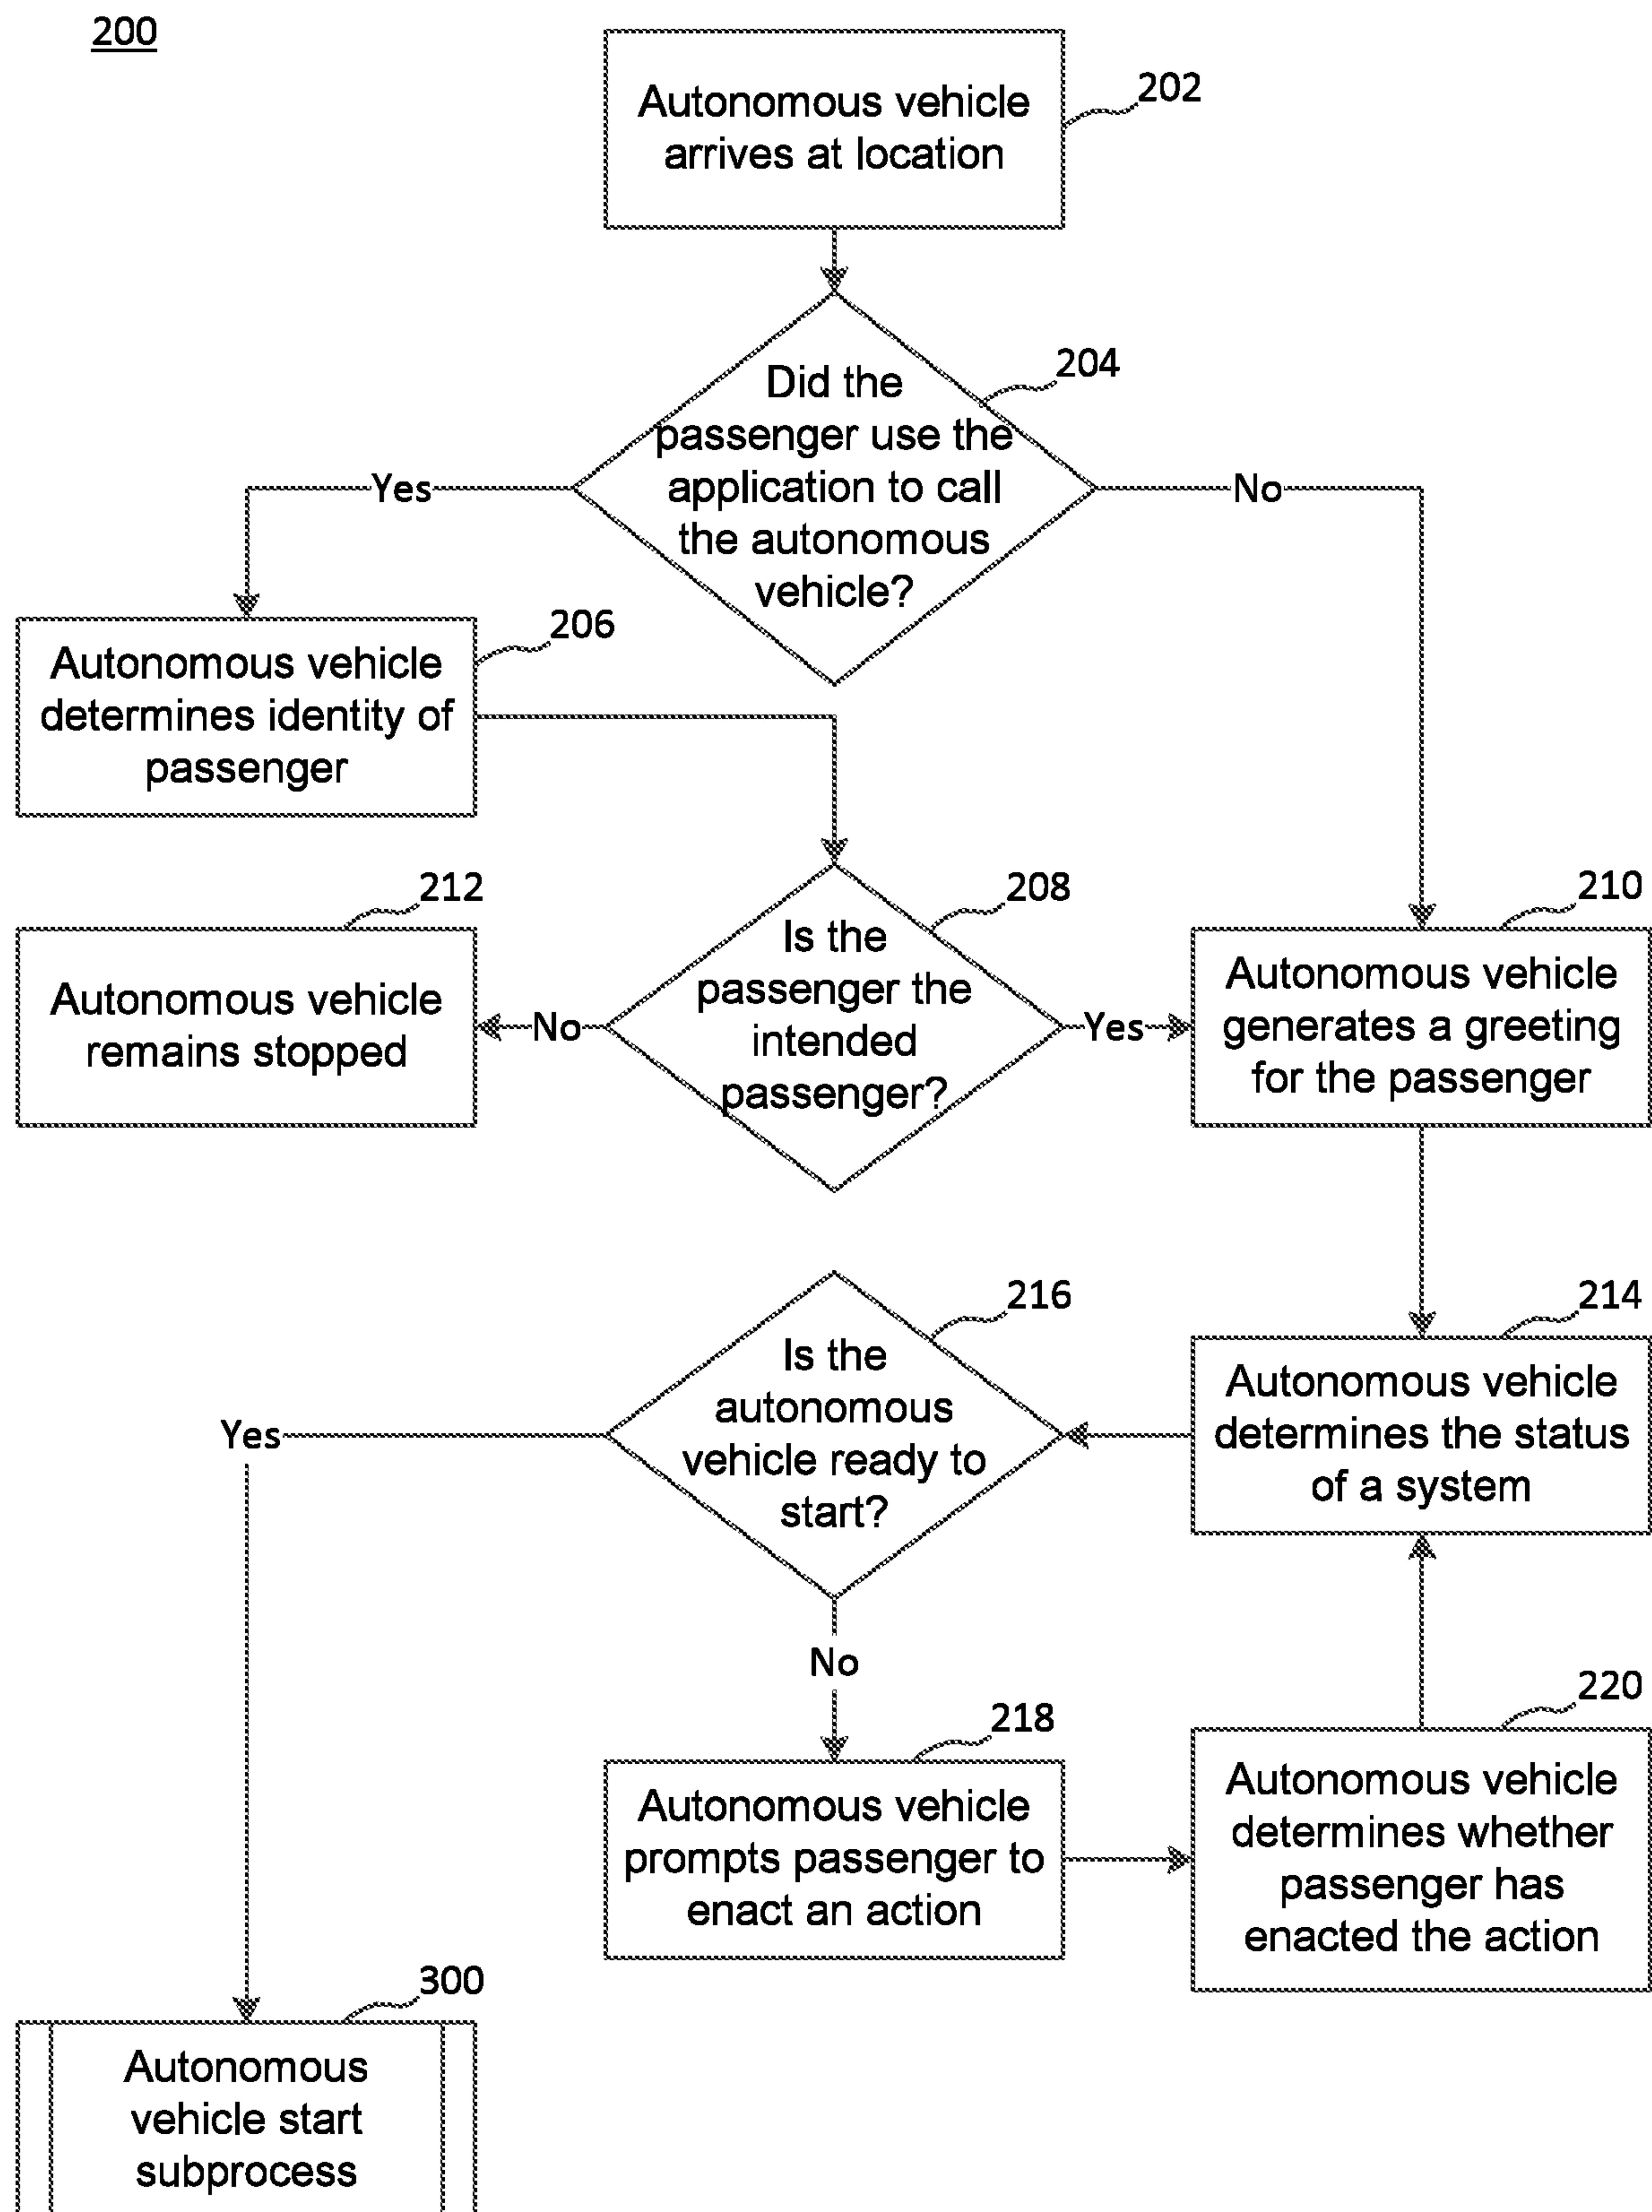 200
Autonomous vehicle
arrives at location
202
Did the
passenger use the
application to call
the autonomous
vehicle?
204
Yes
No
Autonomous vehicle
determines identity of
passenger
206
Is the
passenger the
intended
passenger?
208
No
Yes
Autonomous vehicle
remains stopped
212
Autonomous vehicle
generates a greeting
for the passenger
210
Autonomous vehicle
determines the status
of a system
214
Is the
autonomous
vehicle ready to
start?
216
Yes
No
Autonomous vehicle
prompts passenger to
enact an action
218
Autonomous vehicle
determines whether
passenger has
enacted the action
220
Autonomous
vehicle start
subprocess
300